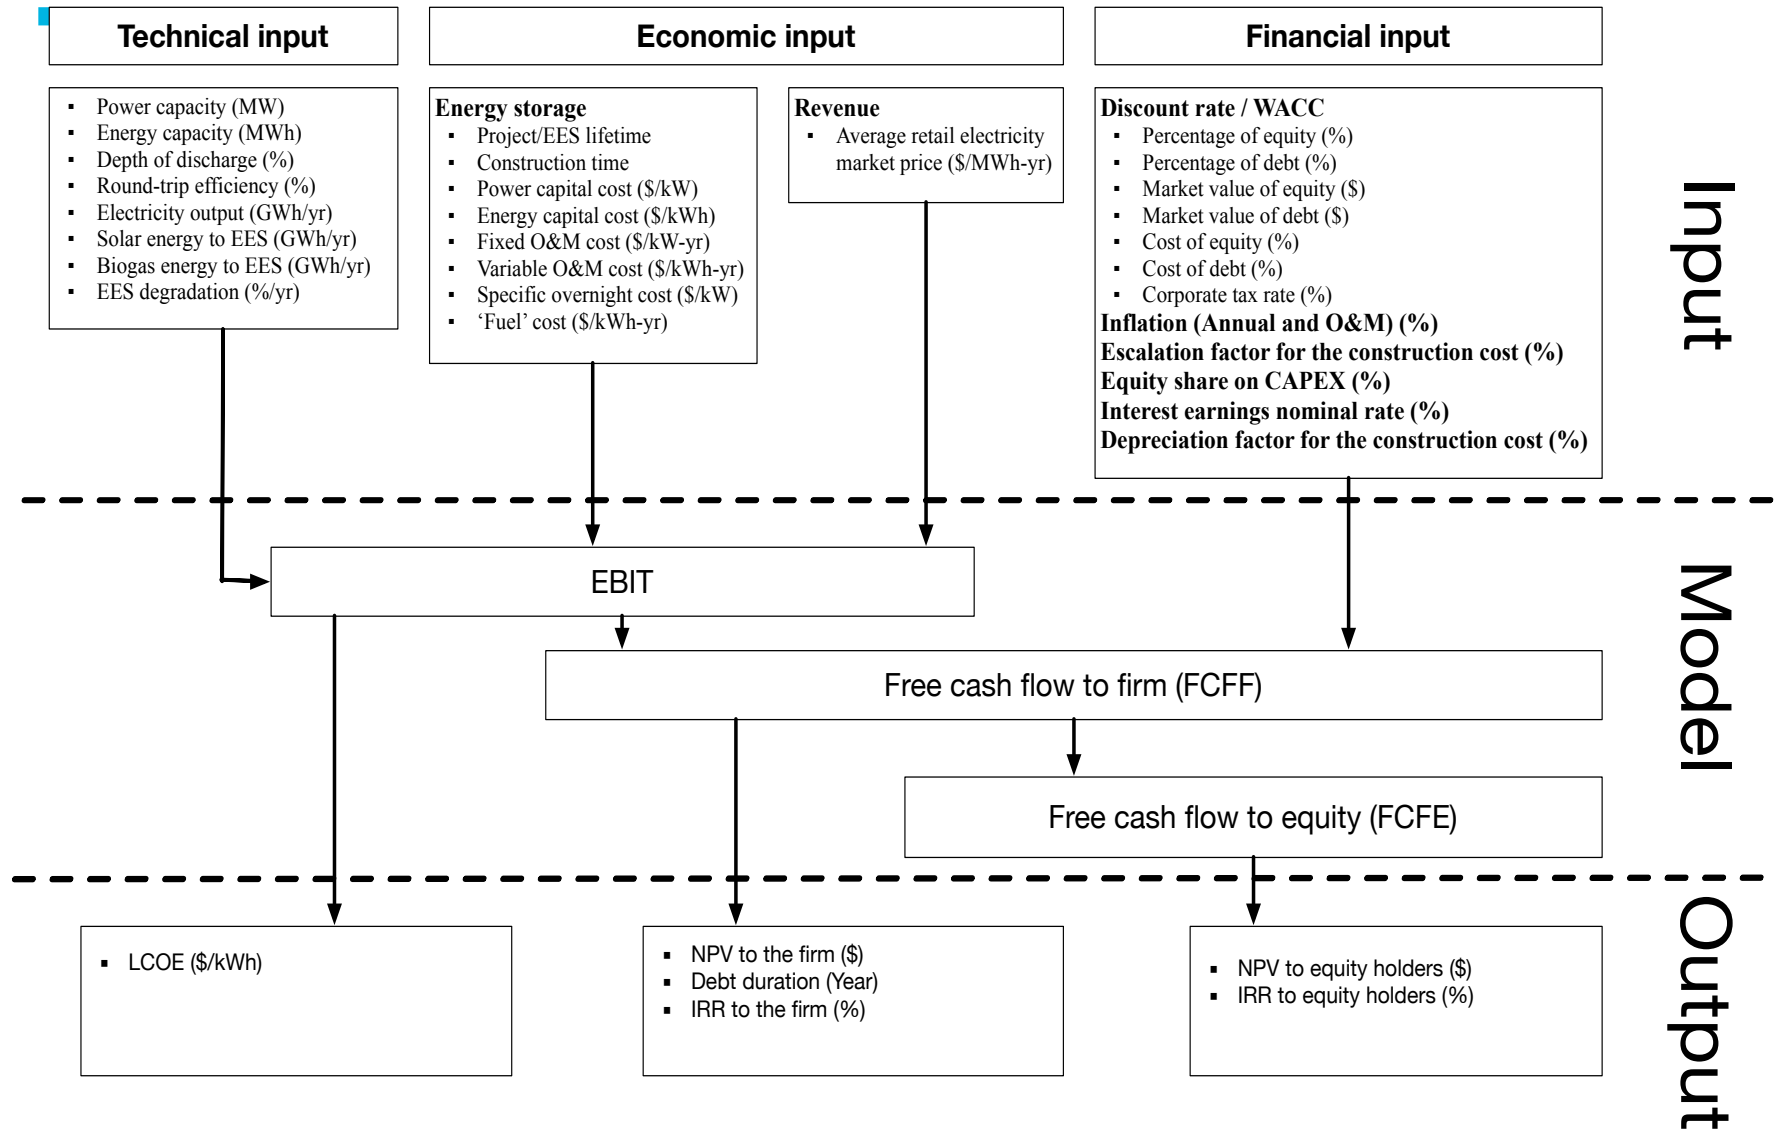 Technical input
Economic input
Financial input
▪ Power capacity (MW)
▪ Energy capacity (MWh)
▪ Depth of discharge (%)
▪ Round-trip efficiency (%)
▪ Electricity output (GWh/yr)
▪ Solar energy to EES (GWh/yr)
▪ Biogas energy to EES (GWh/yr)
▪ EES degradation (%/yr)
Energy storage
▪ Project/EES lifetime
▪ Construction time
▪ Power capital cost ($/kW)
▪ Energy capital cost ($/kWh)
▪ Fixed O&M cost ($/kW-yr)
▪ Variable O&M cost ($/kWh-yr)
▪ Specific overnight cost ($/kW)
▪ ‘Fuel’ cost ($/kWh-yr)
Revenue
▪ Average retail electricity
market price ($/MWh-yr)
Discount rate / WACC
▪ Percentage of equity (%)
▪ Percentage of debt (%)
▪ Market value of equity ($)
▪ Market value of debt ($)
▪ Cost of equity (%)
▪ Cost of debt (%)
▪ Corporate tax rate (%)
Inflation (Annual and O&M) (%)
Escalation factor for the construction cost (%)
Equity share on CAPEX (%)
Interest earnings nominal rate (%)
Depreciation factor for the construction cost (%)
Input
EBIT
Free cash flow to firm (FCFF)
Free cash flow to equity (FCFE)
Model
▪ LCOE ($/kWh)
▪ NPV to the firm ($)
▪ Debt duration (Year)
▪ IRR to the firm (%)
▪ NPV to equity holders ($)
▪ IRR to equity holders (%)
Output